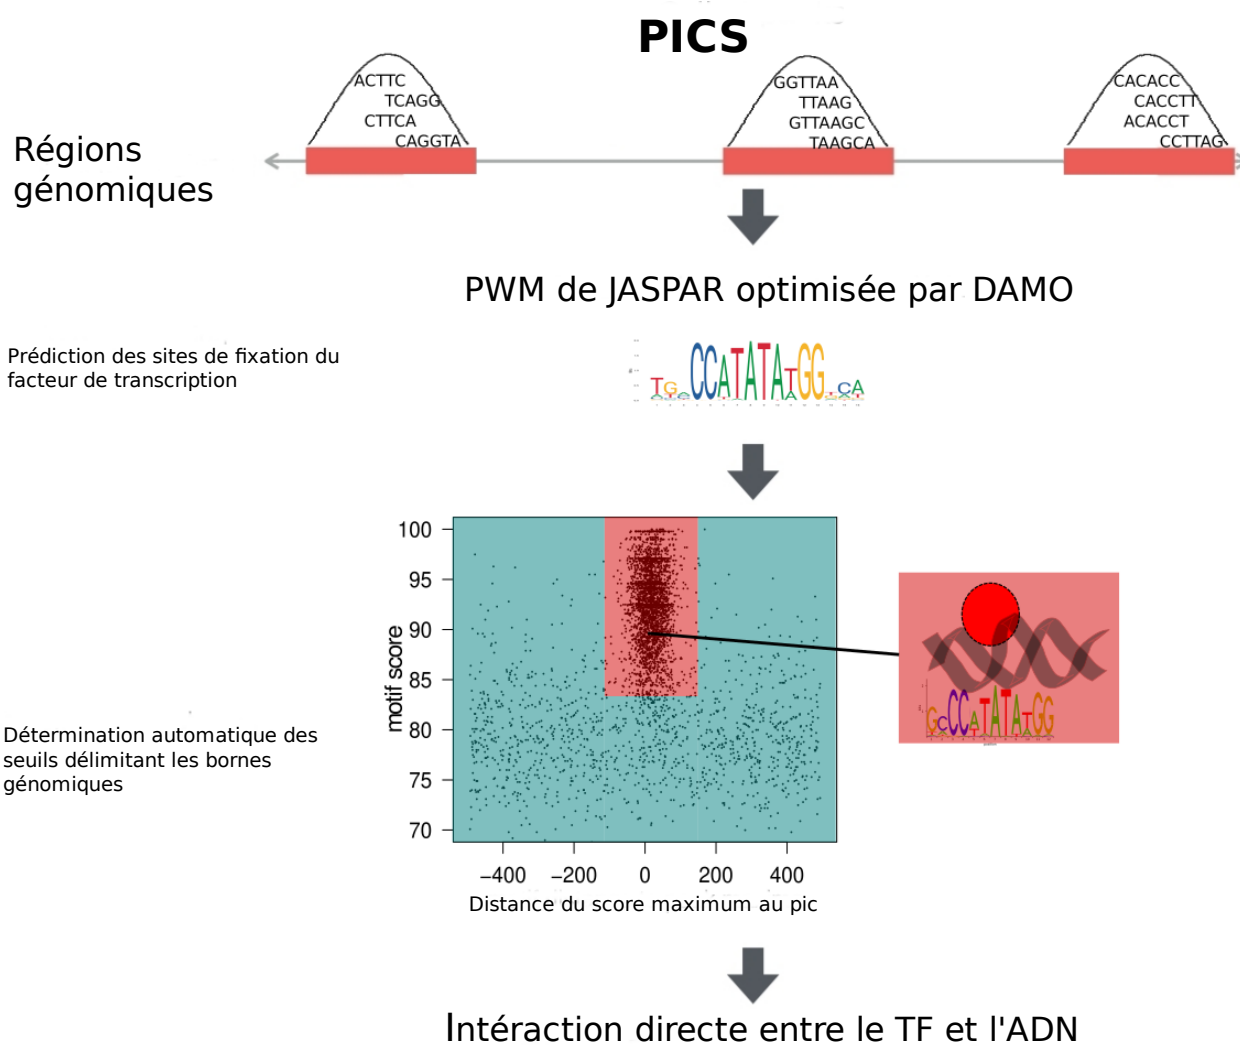 PICS
ACTTC
TCAGG
CTTCA
CAGGTA
GGTTAA
TTAAG
GTTAAGC
TAAGCA
CACACC
CACCTT
ACACCT
CCTTAG
Régions
génomiques
PWM de JASPAR optimisée par DAMO
Prédiction des sites de fixation du
facteur de transcription
TGCCCATATATGG CA
motif score
100
95
90
85
80
75
70
−400 −200 0 200 400
Distance du score maximum au pic
GCCCATATATGG
Détermination automatique des
seuils délimitant les bornes
génomiques
Intéraction directe entre le TF et l'ADN